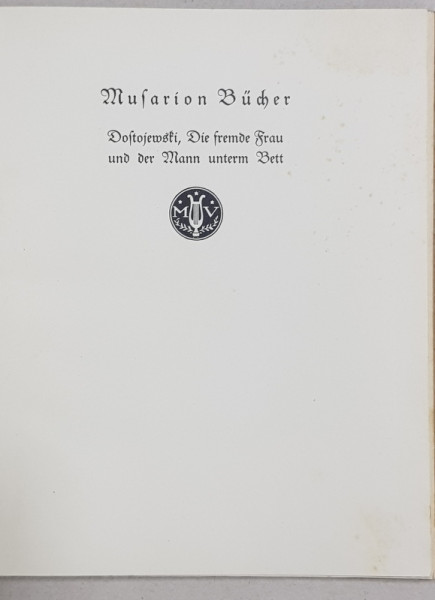 Musarion Bücher
Dostojewski, Die fremde Frau
und der Mann unterm Bett
M V